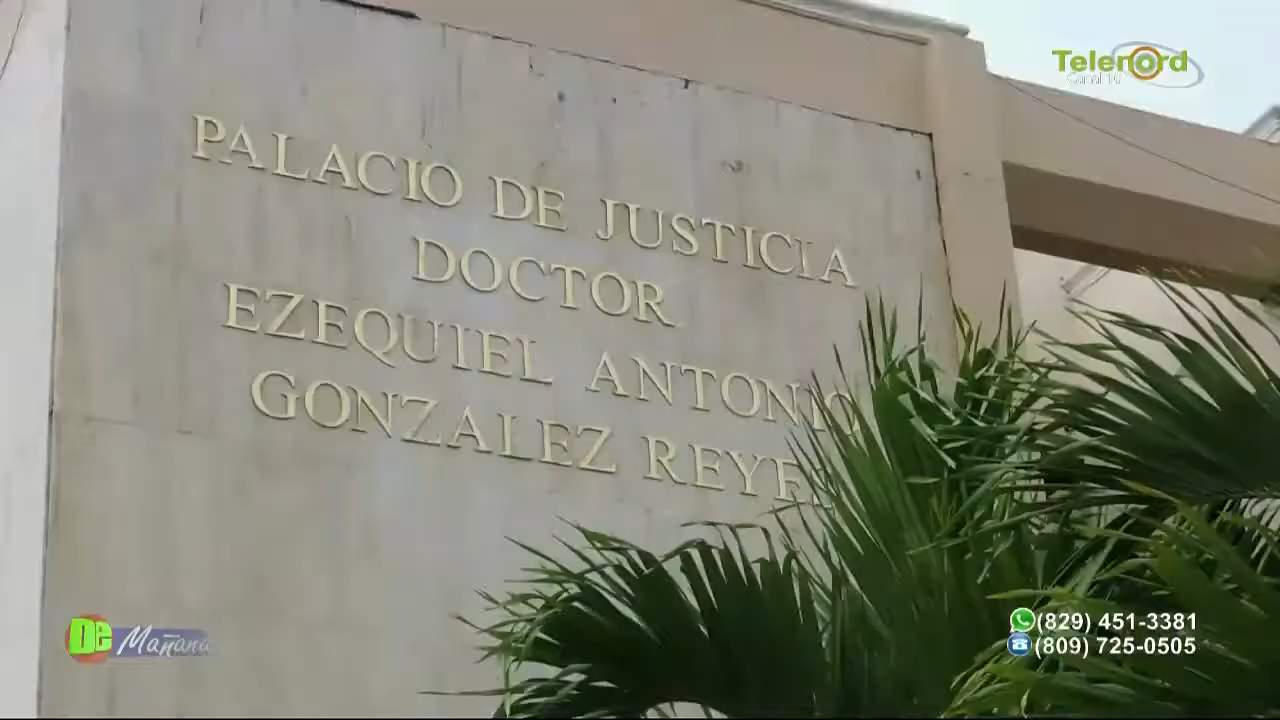 Telenord
Canal 10
PALACIO DE JUSTICIA
DOCTOR
EZEQUIEL ANTONIO
GONZALEZ REYES
De Mañana
(829) 451-3381
(809) 725-0505